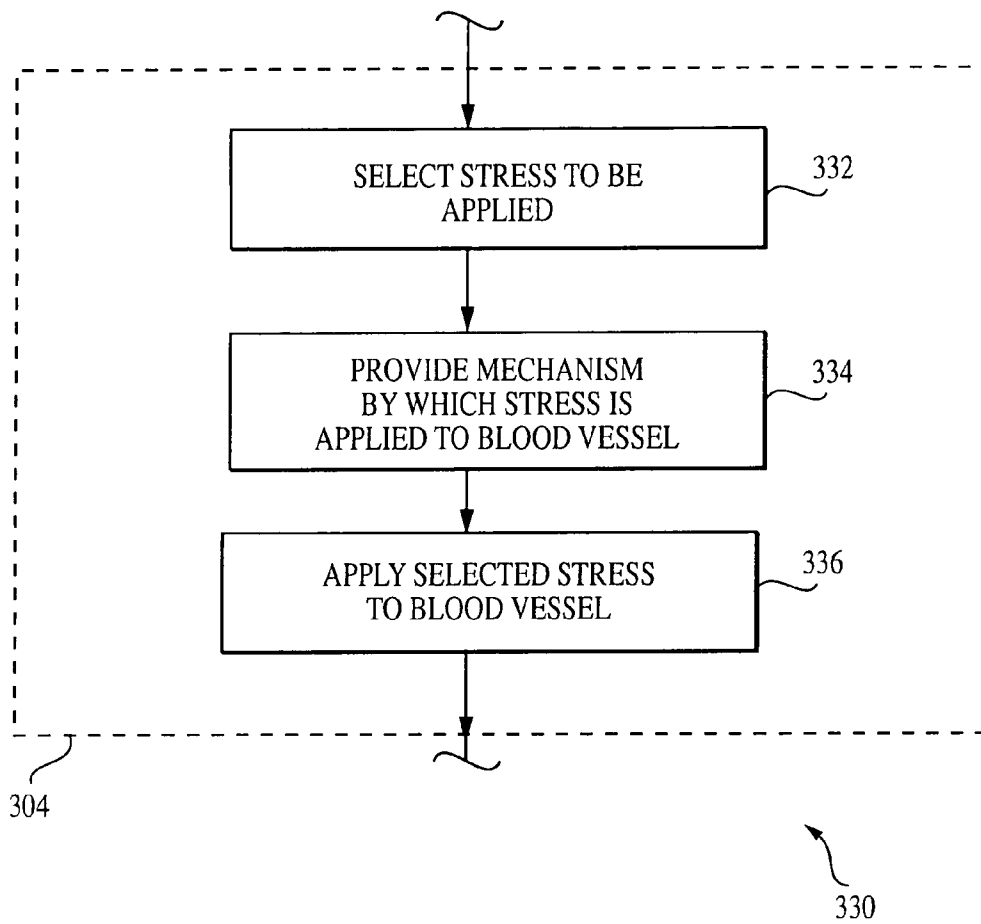 SELECT STRESS TO BE
APPLIED
332
PROVIDE MECHANISM
BY WHICH STRESS IS
APPLIED TO BLOOD VESSEL
334
APPLY SELECTED STRESS
TO BLOOD VESSEL
336
304
330